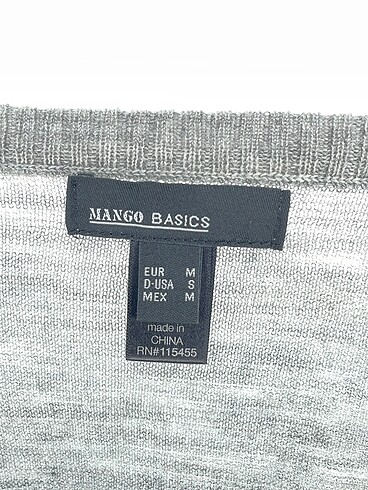 MANGO BASICS
EUR M
D-USA S
MEX M
made in
CHINA
RN#115455